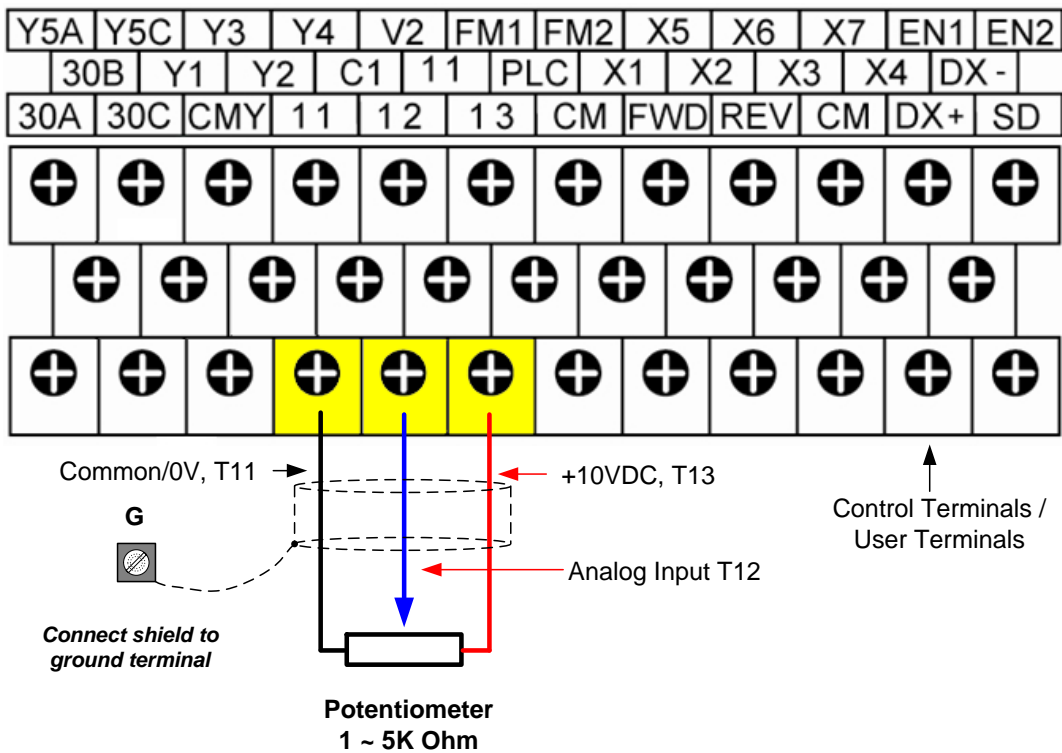 Y5A Y5C Y3 Y4 V2 FM1 FM2 X5 X6 X7 EN1 EN2
30B Y1 Y2 C1 11 PLC X1 X2 X3 X4 DX -
30A 30C CMY 11 12 13 CM FWD REV CM DX+ SD
Common/0V, T11
+10VDC, T13
Control Terminals /
User Terminals
G
Analog Input T12
Connect shield to
ground terminal
Potentiometer
1 ~ 5K Ohm